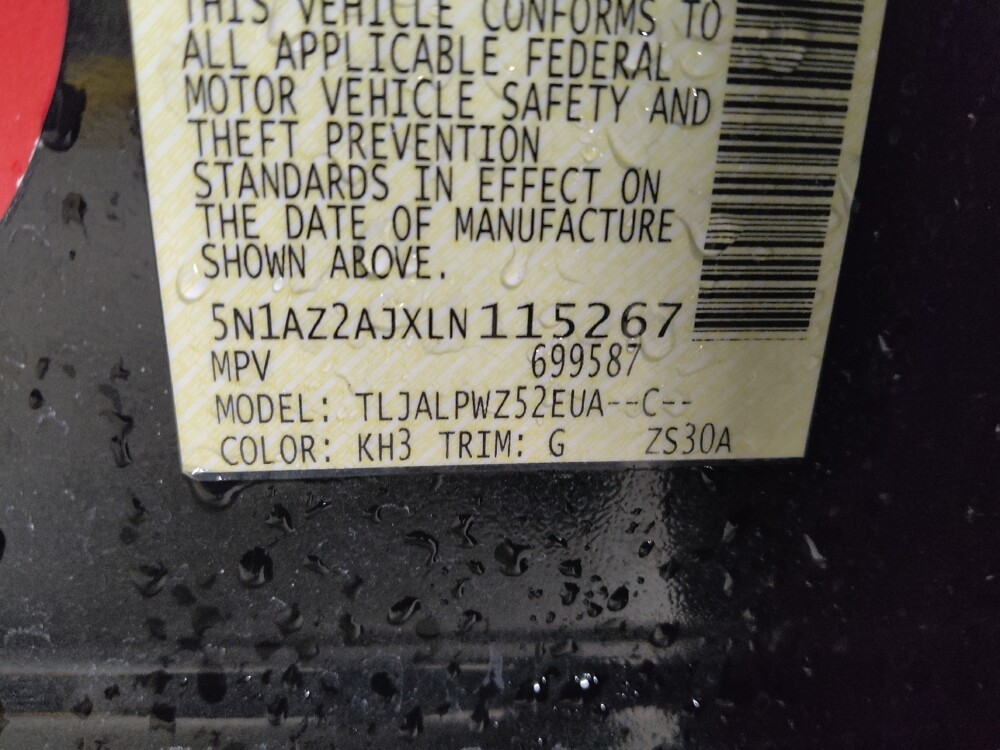 THIS VEHICLE CONFORMS TO
ALL APPLICABLE FEDERAL
MOTOR VEHICLE SAFETY AND
THEFT PREVENTION
STANDARDS IN EFFECT ON
THE DATE OF MANUFACTURE
SHOWN ABOVE.
5N1AZ2AJXLN115267
MPV 699587
MODEL: TLJALPWZ52EUA--C--
COLOR: KH3 TRIM: G ZS30A